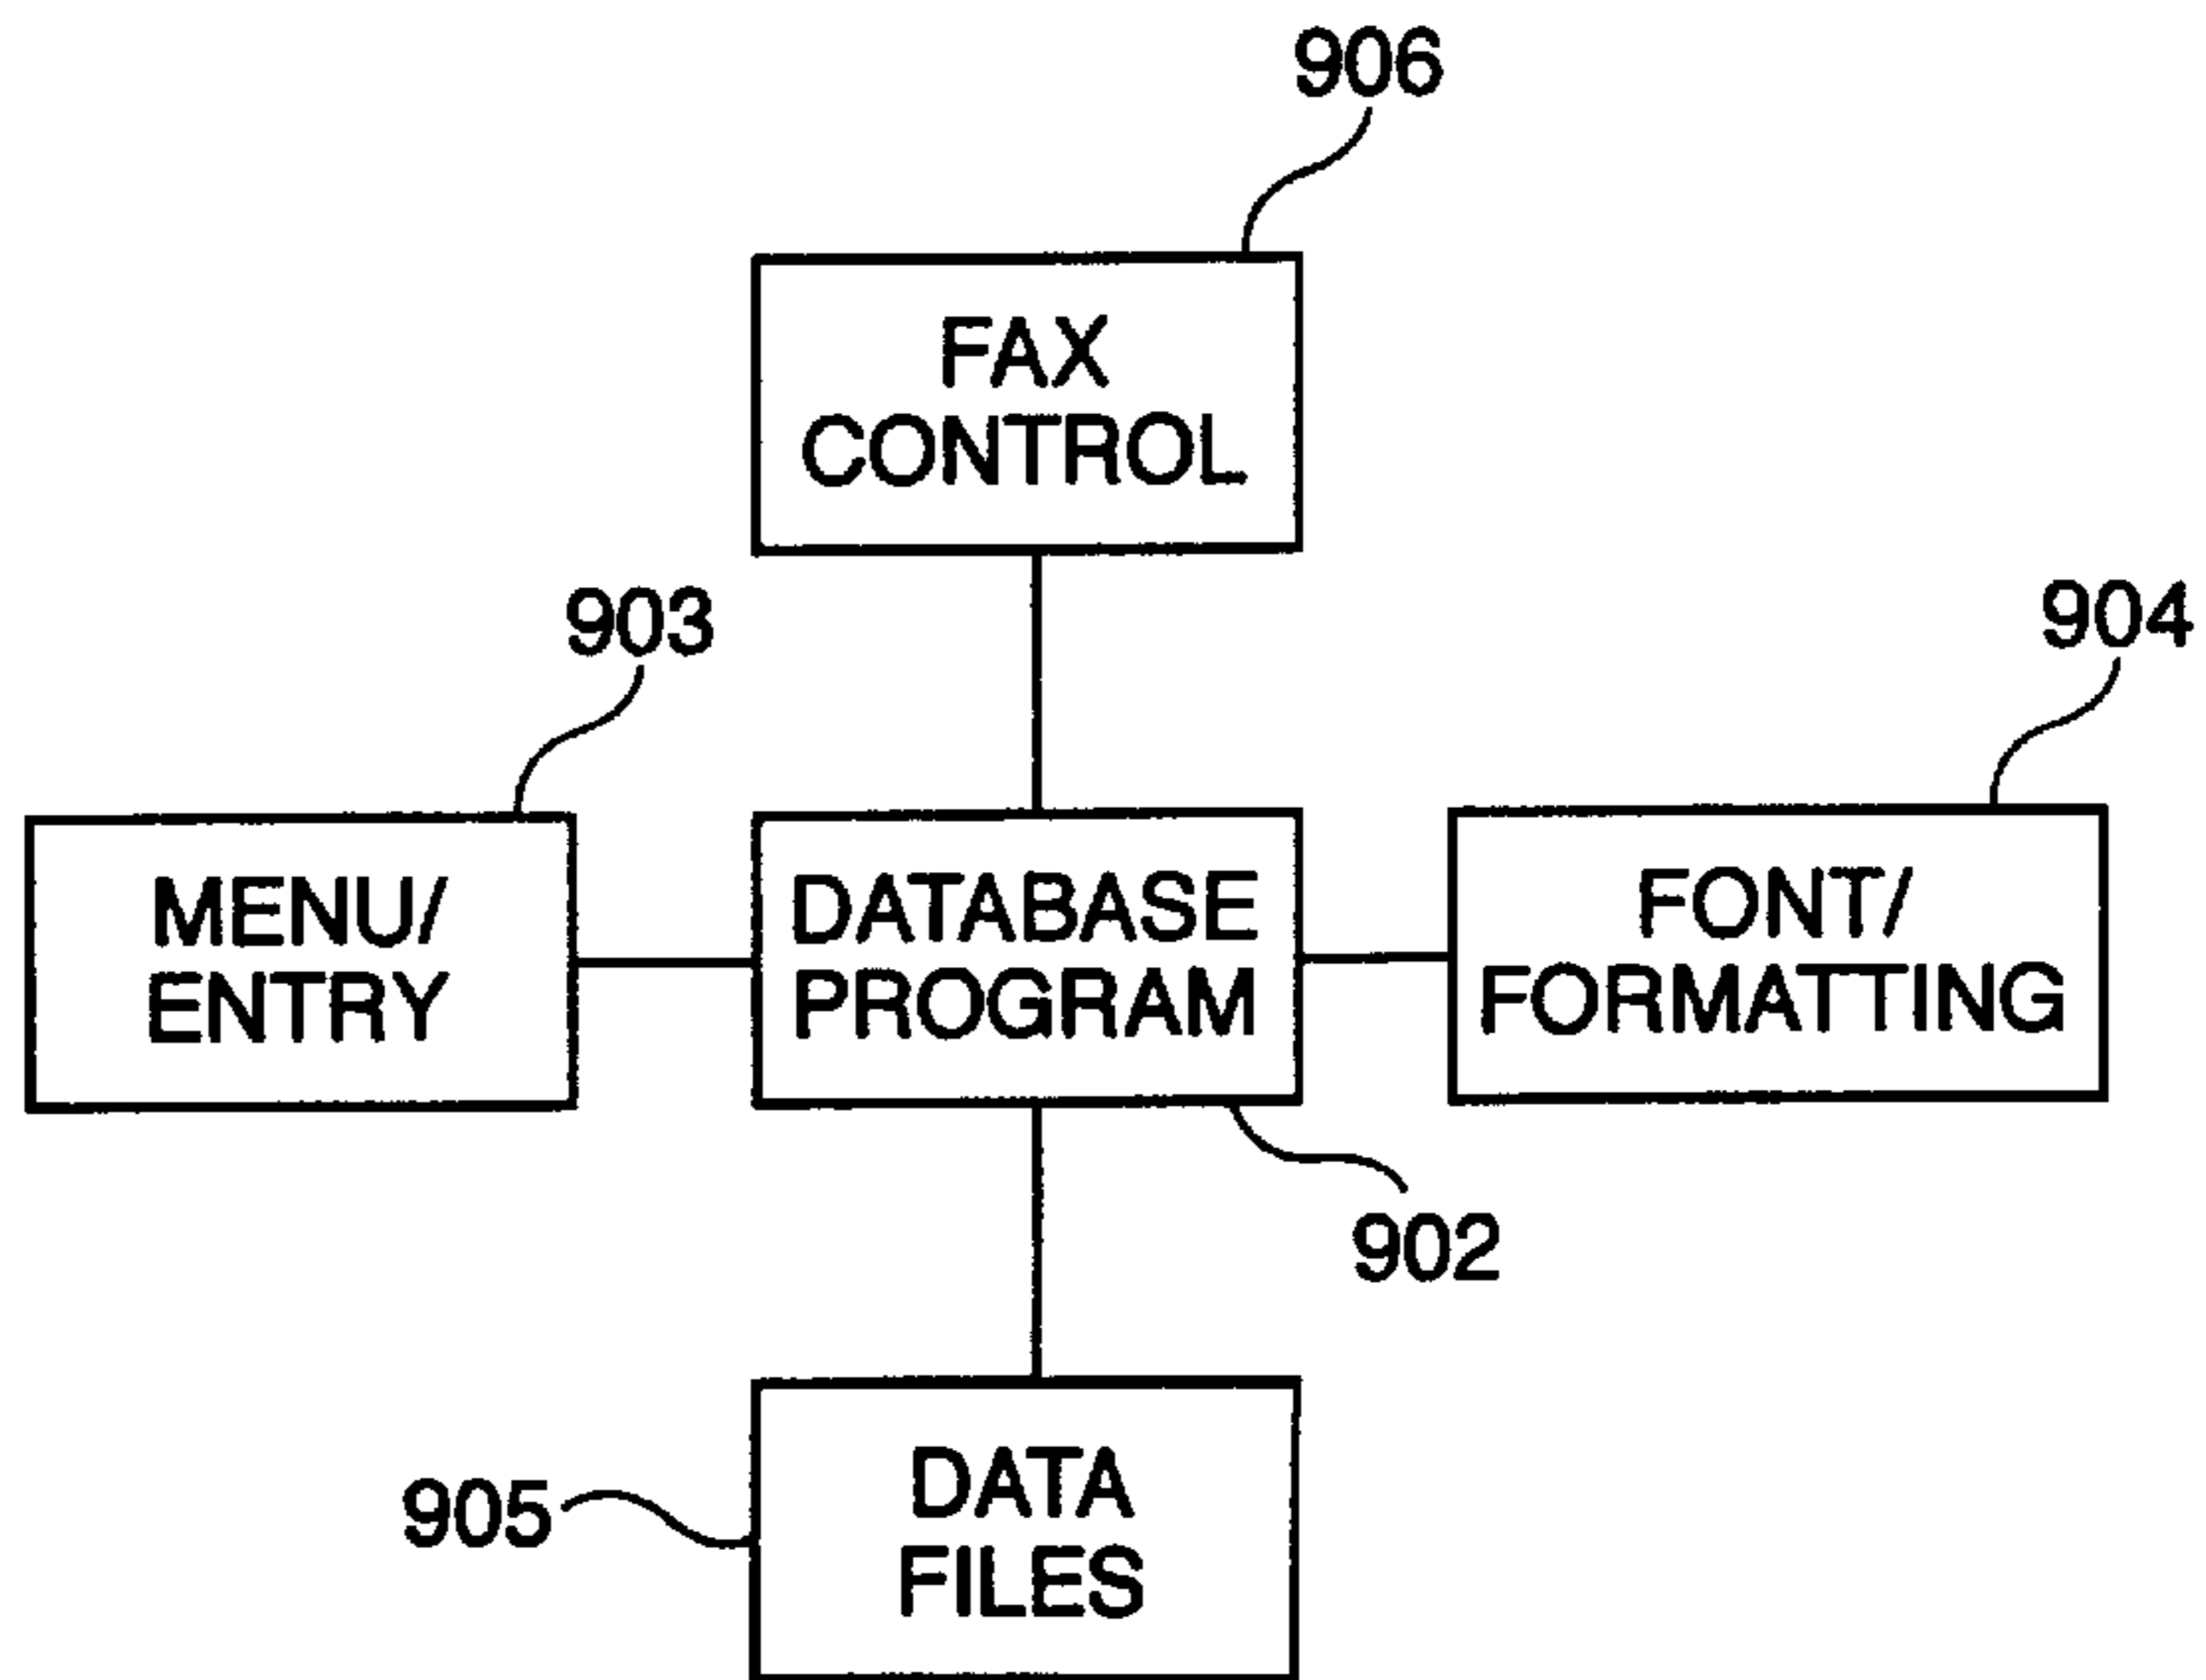 906
FAX
CONTROL
903
904
MENU/
ENTRY
DATABASE
PROGRAM
FONT/
FORMATTING
902
905
DATA
FILES